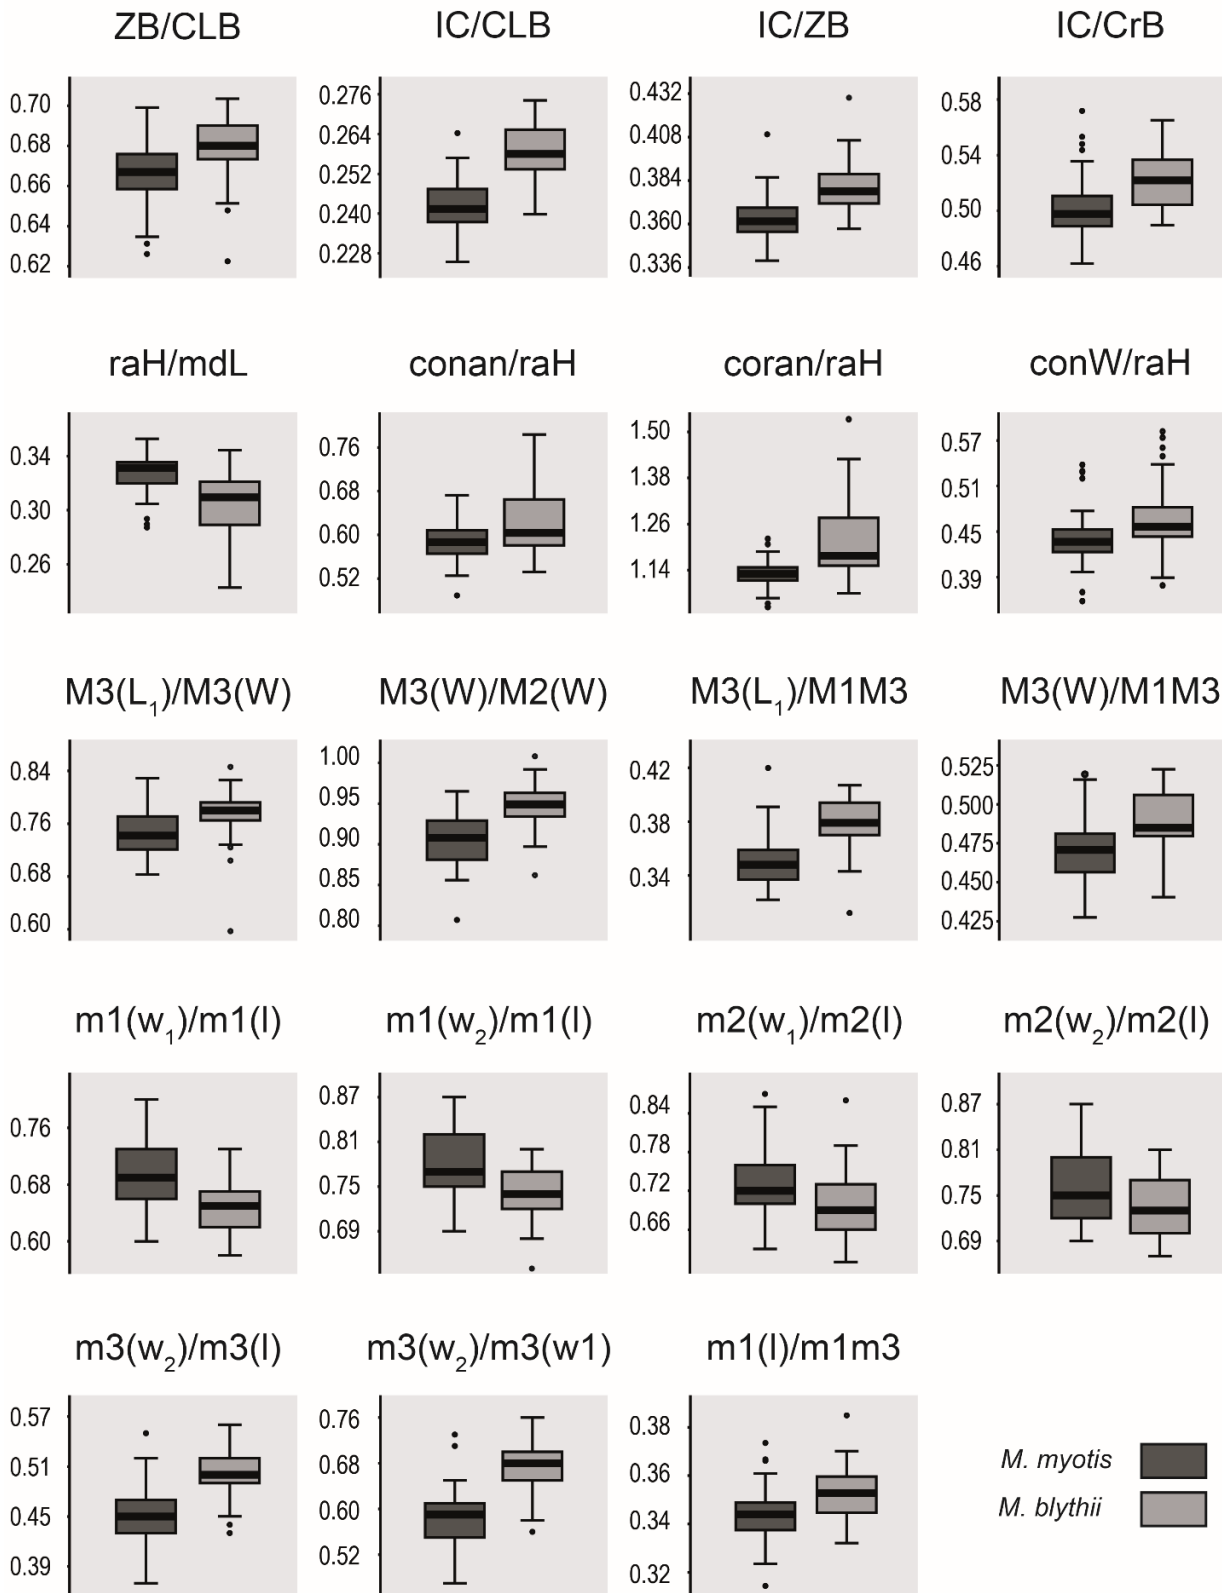 ZB/CLB IC/CLB IC/ZB IC/CrB
0.70 0.276 0.432 0.58
0.68 0.264 0.408 0.54
0.66 0.252 0.384 0.50
0.64 0.240 0.360 0.46
0.62 0.228 0.336
raH/mdL conan/raH coran/raH conW/raH
0.34 0.76 1.50 0.57
0.30 0.68 1.38 0.51
0.26 0.60 1.26 0.45
0.52 1.14 0.39
M3(L₁)/M3(W) M3(W)/M2(W) M3(L₁)/M1M3 M3(W)/M1M3
0.84 1.00 0.42 0.525
0.76 0.95 0.38 0.500
0.68 0.90 0.34 0.475
0.60 0.85 0.450
0.80 0.425
m1(w₁)/m1(l) m1(w₂)/m1(l) m2(w₁)/m2(l) m2(w₂)/m2(l)
0.76 0.87 0.84 0.87
0.68 0.81 0.78 0.81
0.60 0.75 0.72 0.75
0.69 0.66 0.69
m3(w₂)/m3(l) m3(w₂)/m3(w1) m1(l)/m1m3
0.57 0.76 0.38
0.51 0.68 0.36
0.45 0.60 0.34
0.39 0.52 0.32
M. myotis
M. blythii